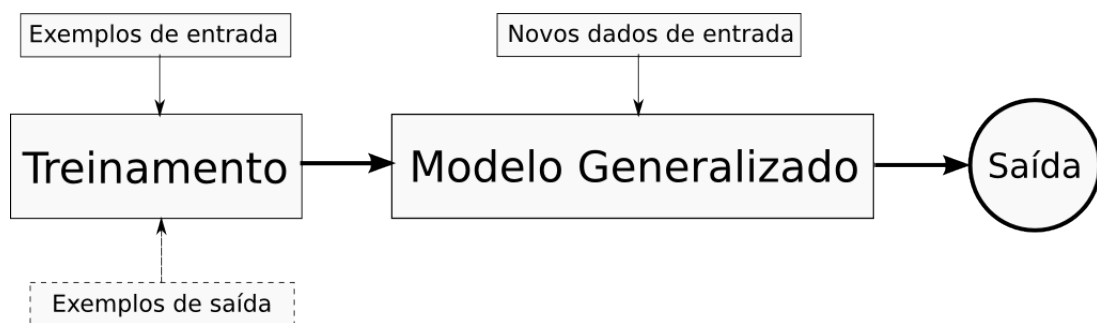 Exemplos de entrada
Novos dados de entrada
Treinamento
Modelo Generalizado
Saída
Exemplos de saída